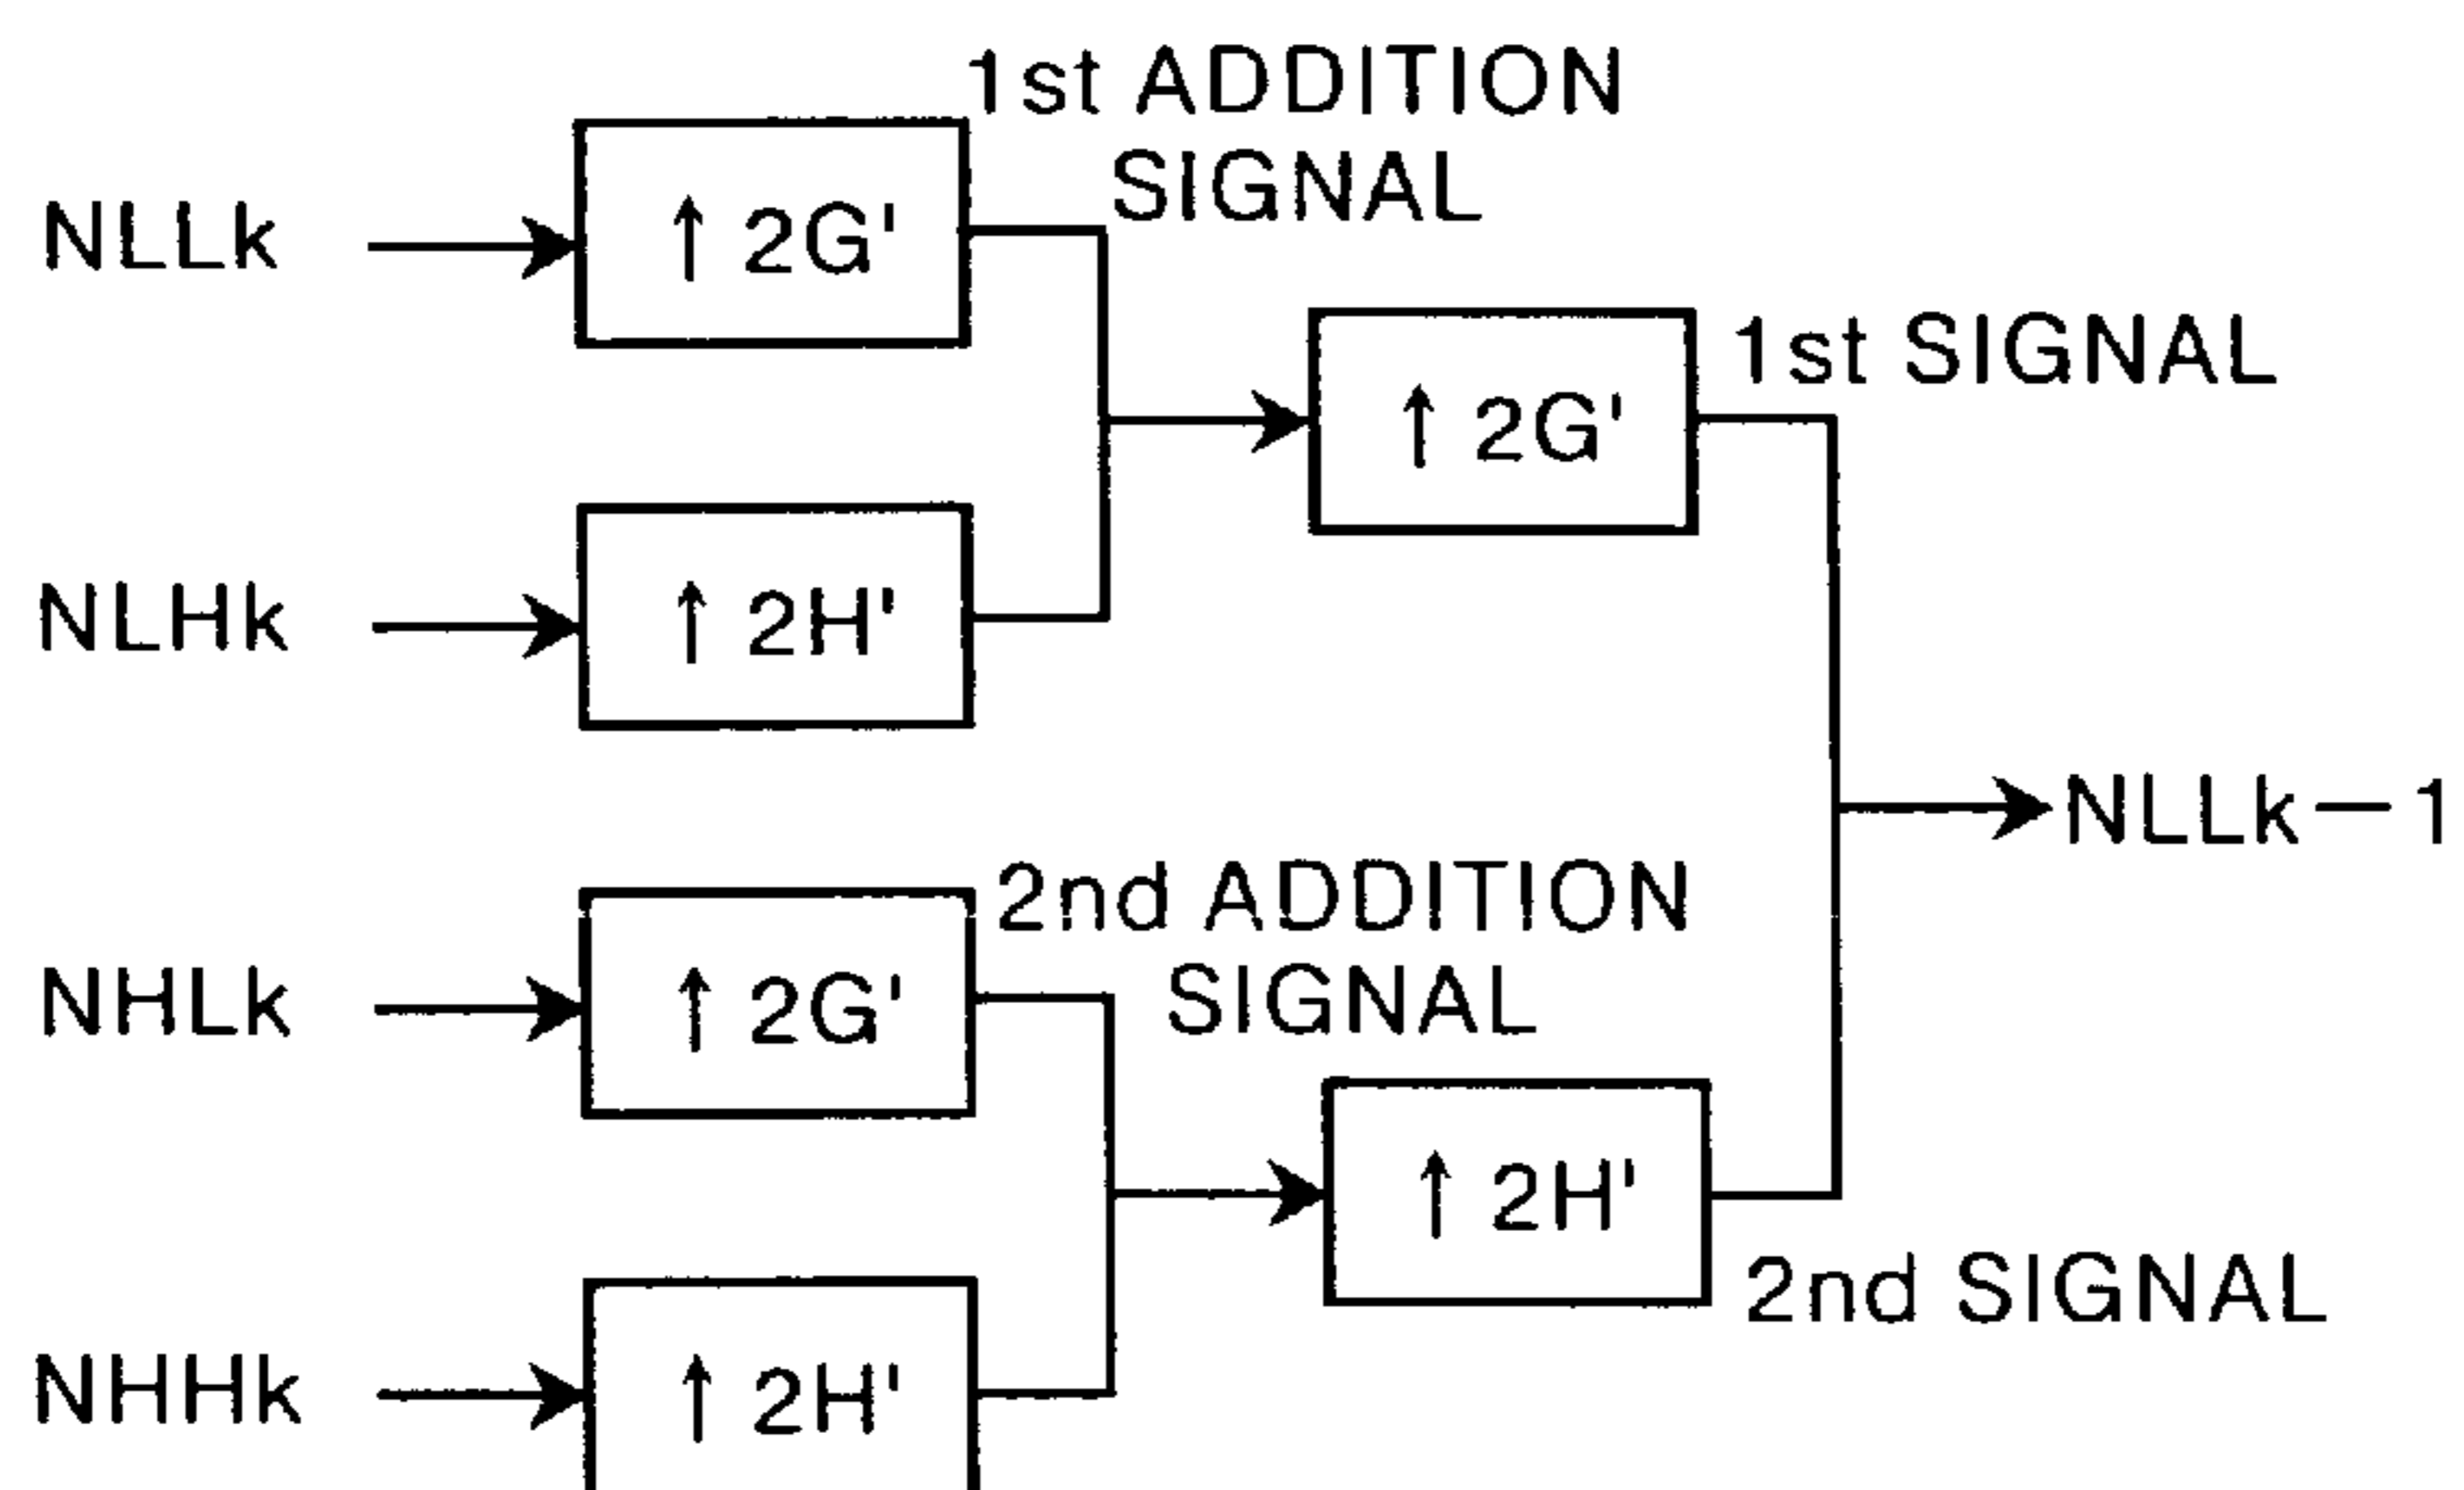 1st ADDITION
SIGNAL
NLLk
↑ 2G'
↑ 2G'
1st SIGNAL
NLHk
↑ 2H'
NLLk－1
2nd ADDITION
SIGNAL
NHLk
↑ 2G'
↑ 2H'
2nd SIGNAL
NHHk
↑ 2H'